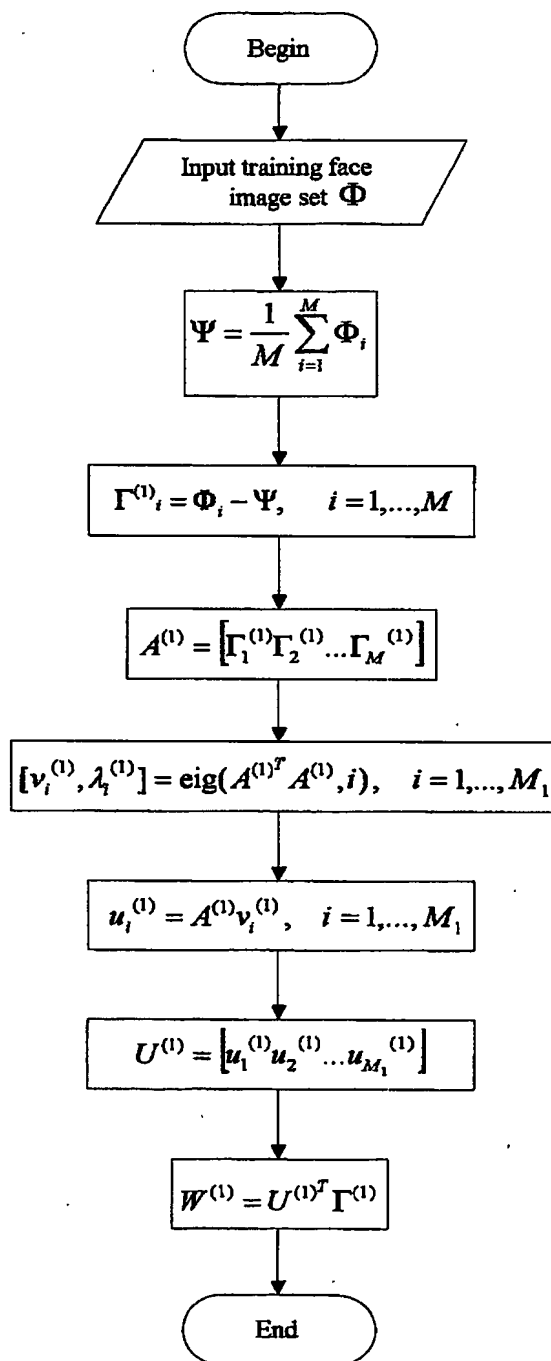 Begin
Input training face
image set Φ
Ψ = \frac{1}{M} \sum_{i=1}^{M} Φ_i
Γ^{(1)}_i = Φ_i − Ψ, i = 1,...,M
A^{(1)} = [Γ_1^{(1)} Γ_2^{(1)} ... Γ_M^{(1)}]
[v_i^{(1)}, λ_i^{(1)}] = eig(A^{(1)^T} A^{(1)}, i), i = 1,..., M_1
u_i^{(1)} = A^{(1)} v_i^{(1)}, i = 1,..., M_1
U^{(1)} = [u_1^{(1)} u_2^{(1)} ... u_{M_1}^{(1)}]
W^{(1)} = U^{(1)^T} Γ^{(1)}
End